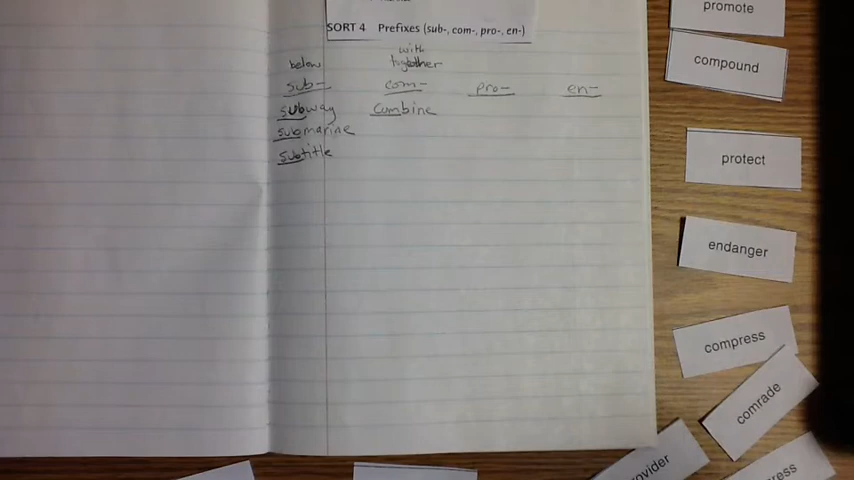 SORT 4 Prefixes (sub-, com-, pro-, en-)
with
below together
sub- com- pro- en-
subway combine
submarine
subtitle
promote
compound
protect
endanger
compress
comrade